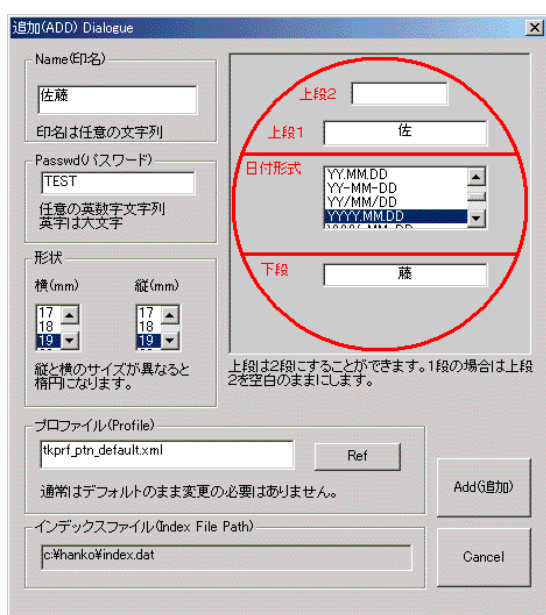 追加(ADD) Dialogue
Name(印名)
佐藤
印名は任意の文字列
Passwd(パスワード)
TEST
任意の英数字文字列
英字は大文字
形状
横(mm) 縦(mm)
17 17
18 18
19 19
縦と横のサイズが異なると
楕円になります。
上段2
上段1 佐
日付形式
YY.MM.DD
YY-MM-DD
YY/MM/DD
YYYY.MM.DD
下段 藤
上段は2段にすることができます。1段の場合は上段
2を空白のままにします。
プロファイル(Profile)
tkprf_ptn_default.xml
Ref
通常はデフォルトのまま変更の必要はありません。
インデックスファイル(Index File Path)
c:¥hanko¥index.dat
Add(追加)
Cancel